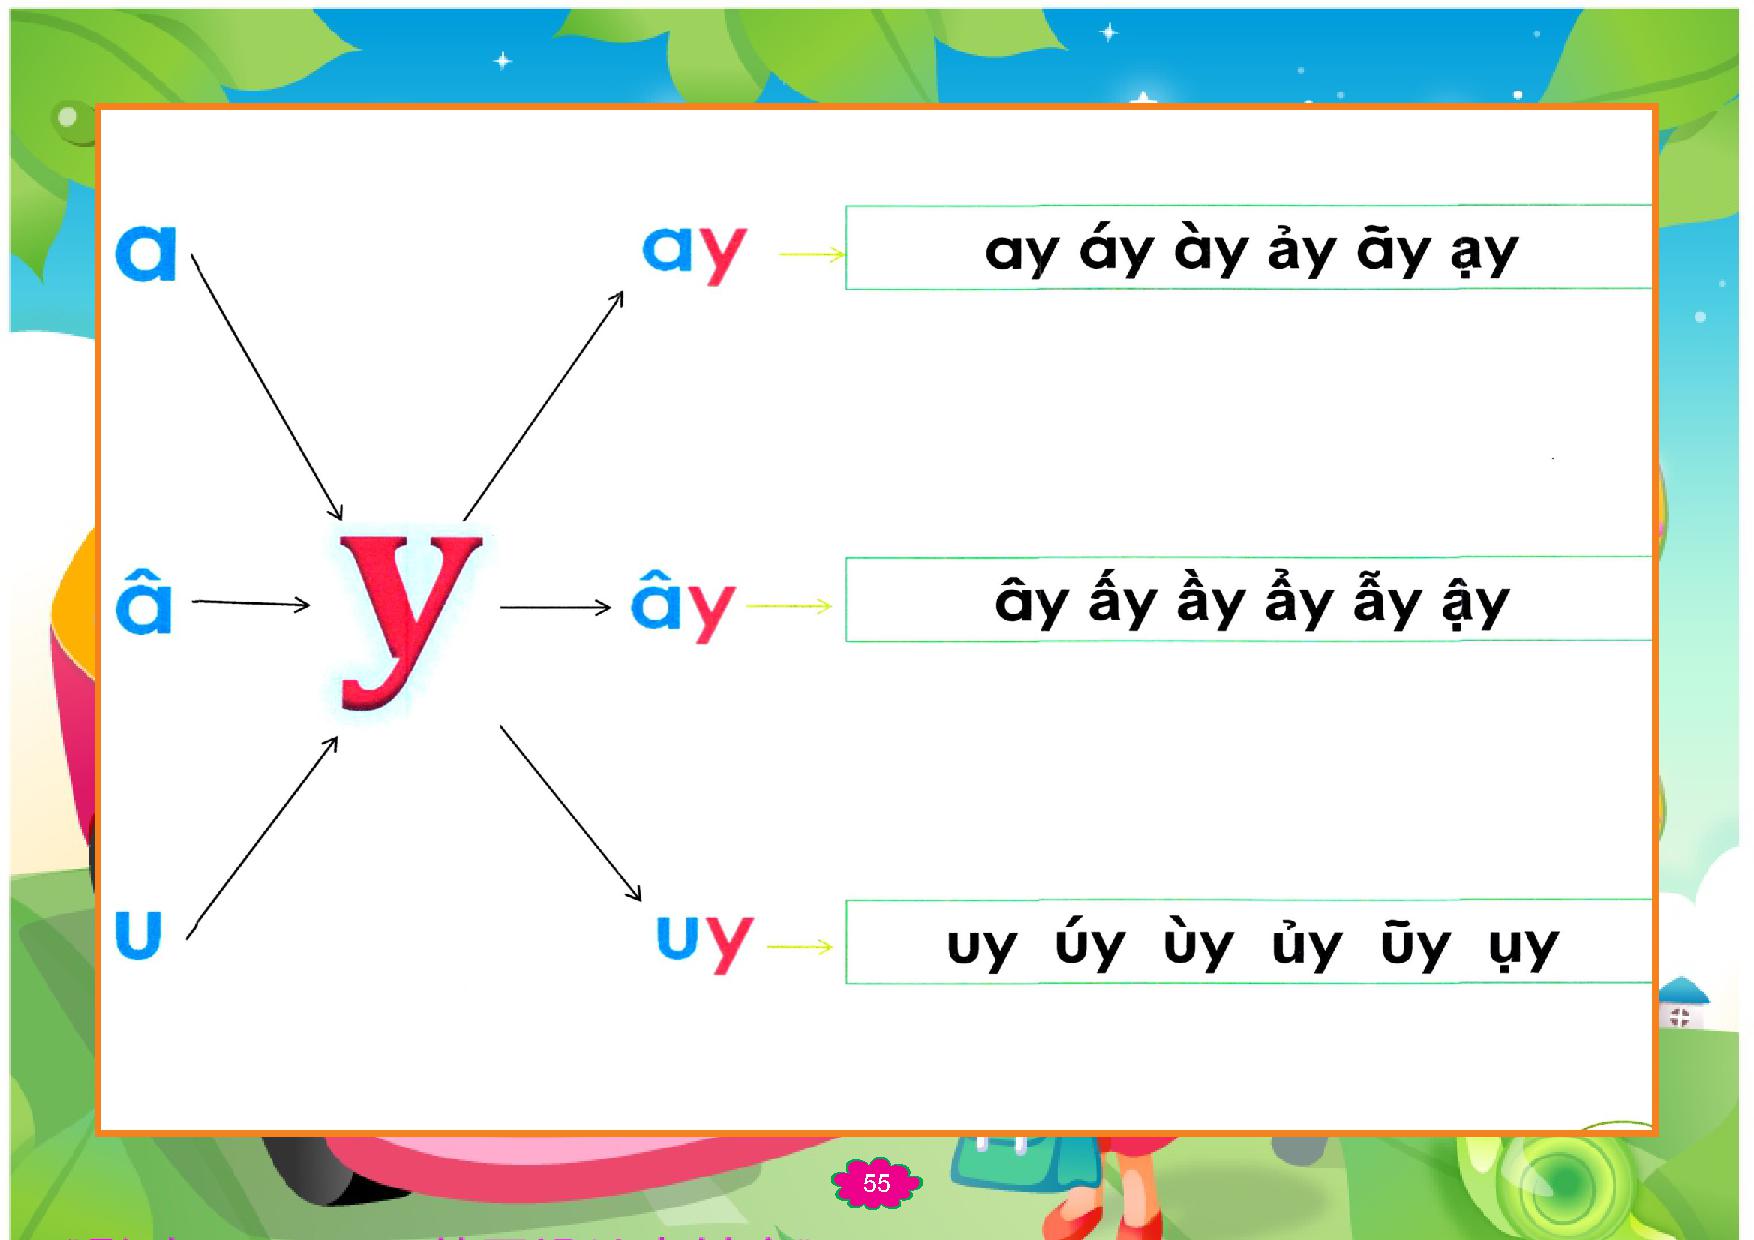 a ay ay áy ày ảy ãy ạy
y
â ây ây ấy ầy ẩy ẫy ậy
u uy uy úy ùy ủy ũy ụy
55